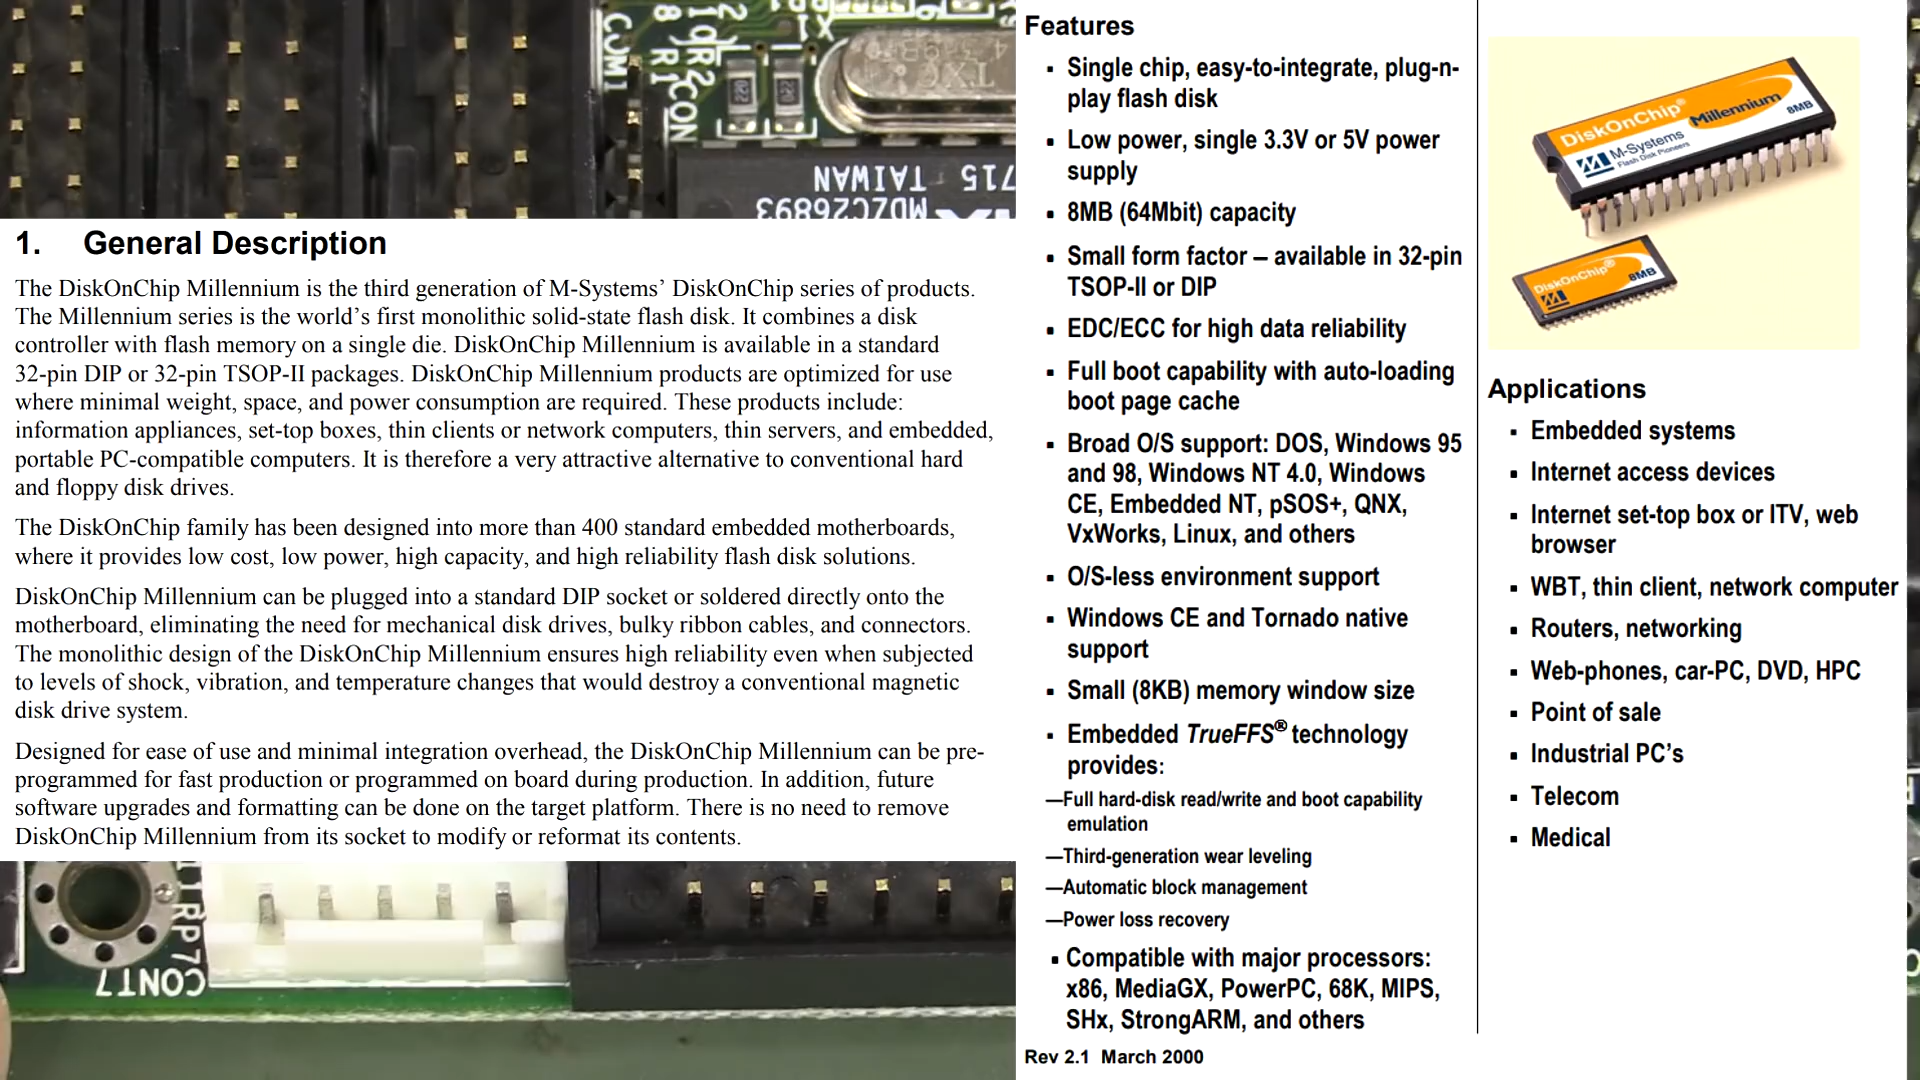 COM1
2
8
1
R2
R1
CON
X1
220
220
TXC
715 TAIWAN
MDZC26893
Features
▪ Single chip, easy-to-integrate, plug-n-
play flash disk
▪ Low power, single 3.3V or 5V power
supply
▪ 8MB (64Mbit) capacity
▪ Small form factor – available in 32-pin
TSOP-II or DIP
▪ EDC/ECC for high data reliability
▪ Full boot capability with auto-loading
boot page cache
▪ Broad O/S support: DOS, Windows 95
and 98, Windows NT 4.0, Windows
CE, Embedded NT, pSOS+, QNX,
VxWorks, Linux, and others
▪ O/S-less environment support
▪ Windows CE and Tornado native
support
▪ Small (8KB) memory window size
▪ Embedded TrueFFS® technology
provides:
—Full hard-disk read/write and boot capability
emulation
—Third-generation wear leveling
—Automatic block management
—Power loss recovery
▪ Compatible with major processors:
x86, MediaGX, PowerPC, 68K, MIPS,
SHx, StrongARM, and others
Rev 2.1 March 2000
1. General Description
The DiskOnChip Millennium is the third generation of M-Systems’ DiskOnChip series of products.
The Millennium series is the world’s first monolithic solid-state flash disk. It combines a disk
controller with flash memory on a single die. DiskOnChip Millennium is available in a standard
32-pin DIP or 32-pin TSOP-II packages. DiskOnChip Millennium products are optimized for use
where minimal weight, space, and power consumption are required. These products include:
information appliances, set-top boxes, thin clients or network computers, thin servers, and embedded,
portable PC-compatible computers. It is therefore a very attractive alternative to conventional hard
and floppy disk drives.
The DiskOnChip family has been designed into more than 400 standard embedded motherboards,
where it provides low cost, low power, high capacity, and high reliability flash disk solutions.
DiskOnChip Millennium can be plugged into a standard DIP socket or soldered directly onto the
motherboard, eliminating the need for mechanical disk drives, bulky ribbon cables, and connectors.
The monolithic design of the DiskOnChip Millennium ensures high reliability even when subjected
to levels of shock, vibration, and temperature changes that would destroy a conventional magnetic
disk drive system.
Designed for ease of use and minimal integration overhead, the DiskOnChip Millennium can be pre-
programmed for fast production or programmed on board during production. In addition, future
software upgrades and formatting can be done on the target platform. There is no need to remove
DiskOnChip Millennium from its socket to modify or reformat its contents.
DiskOnChip® Millennium
M-Systems
Flash Disk Pioneers
8MB
DiskOnChip®
8MB
Applications
▪ Embedded systems
▪ Internet access devices
▪ Internet set-top box or ITV, web
browser
▪ WBT, thin client, network computer
▪ Routers, networking
▪ Web-phones, car-PC, DVD, HPC
▪ Point of sale
▪ Industrial PC’s
▪ Telecom
▪ Medical
TRP7
CONT7